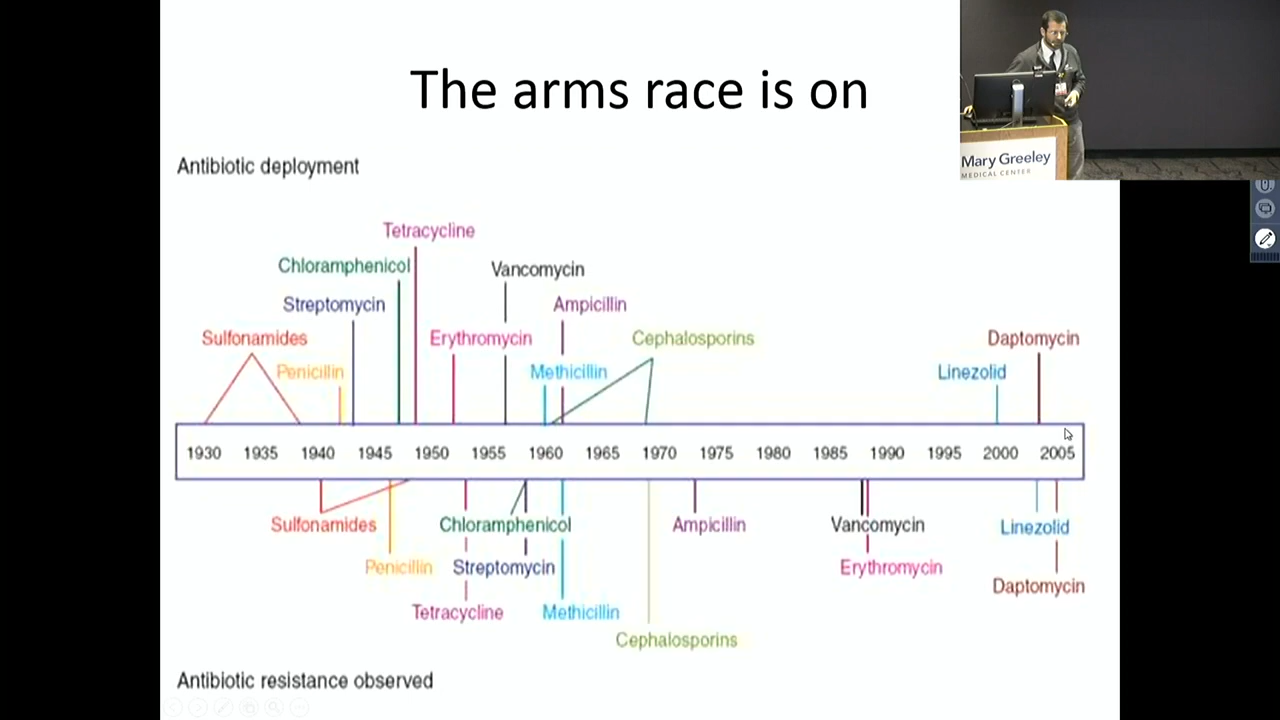 The arms race is on
Mary Greeley
MEDICAL CENTER
Antibiotic deployment
Tetracycline
Chloramphenicol
Vancomycin
Streptomycin
Ampicillin
Sulfonamides
Erythromycin
Cephalosporins
Daptomycin
Penicillin
Methicillin
Linezolid
1930 1935 1940 1945 1950 1955 1960 1965 1970 1975 1980 1985 1990 1995 2000 2005
Sulfonamides
Chloramphenicol
Ampicillin
Vancomycin
Linezolid
Penicillin
Streptomycin
Erythromycin
Daptomycin
Tetracycline
Methicillin
Cephalosporins
Antibiotic resistance observed